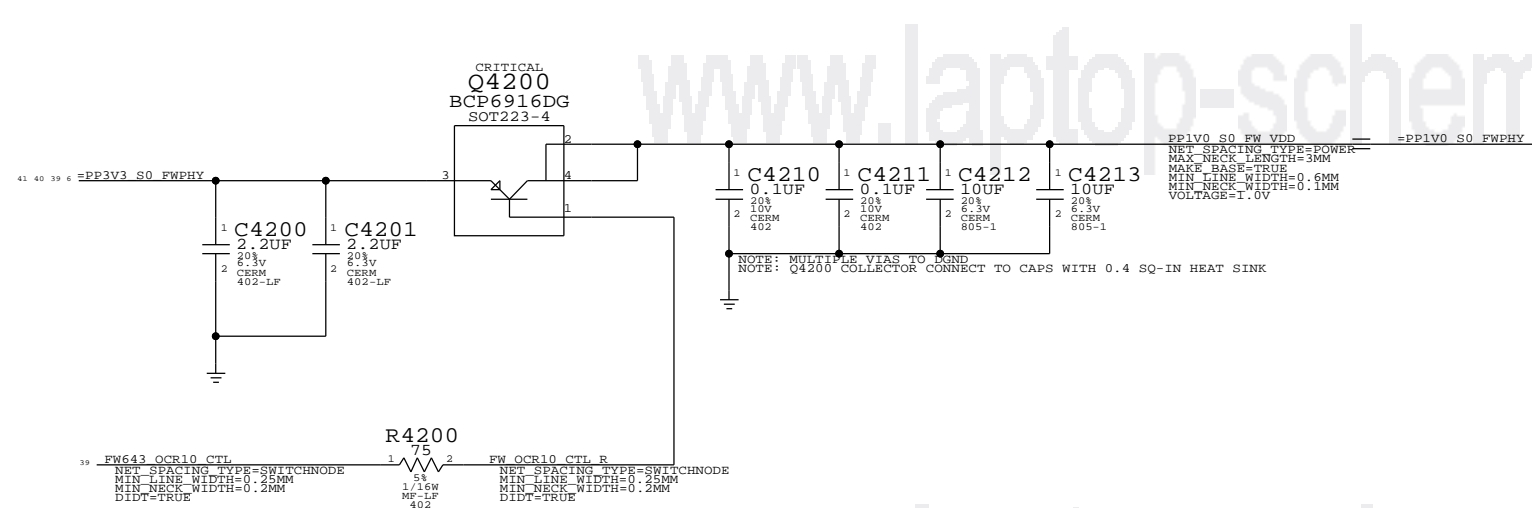 www.laptop-schem
CRITICAL
Q4200
BCP6916DG
SOT223-4
2
3
4
1
41 40 39 6
=PP3V3_S0_FWPHY
1
C4200
2.2UF
20%
6.3V
2
CERM
402-LF
1
C4201
2.2UF
20%
6.3V
2
CERM
402-LF
1
C4210
0.1UF
20%
10V
2
CERM
402
1
C4211
0.1UF
20%
10V
2
CERM
402
1
C4212
10UF
20%
6.3V
2
CERM
805-1
1
C4213
10UF
20%
6.3V
2
CERM
805-1
PP1V0_S0_FW_VDD
NET_SPACING_TYPE=POWER
MAX_NECK_LENGTH=3MM
MAKE_BASE=TRUE
MIN_LINE_WIDTH=0.6MM
MIN_NECK_WIDTH=0.1MM
VOLTAGE=1.0V
=PP1V0_S0_FWPHY
NOTE: MULTIPLE VIAS TO DGND
NOTE: Q4200 COLLECTOR CONNECT TO CAPS WITH 0.4 SQ-IN HEAT SINK
39
FW643_OCR10_CTL
NET_SPACING_TYPE=SWITCHNODE
MIN_LINE_WIDTH=0.25MM
MIN_NECK_WIDTH=0.2MM
DIDT=TRUE
R4200
75
1
2
5%
1/16W
MF-LF
402
FW_OCR10_CTL_R
NET_SPACING_TYPE=SWITCHNODE
MIN_LINE_WIDTH=0.25MM
MIN_NECK_WIDTH=0.2MM
DIDT=TRUE